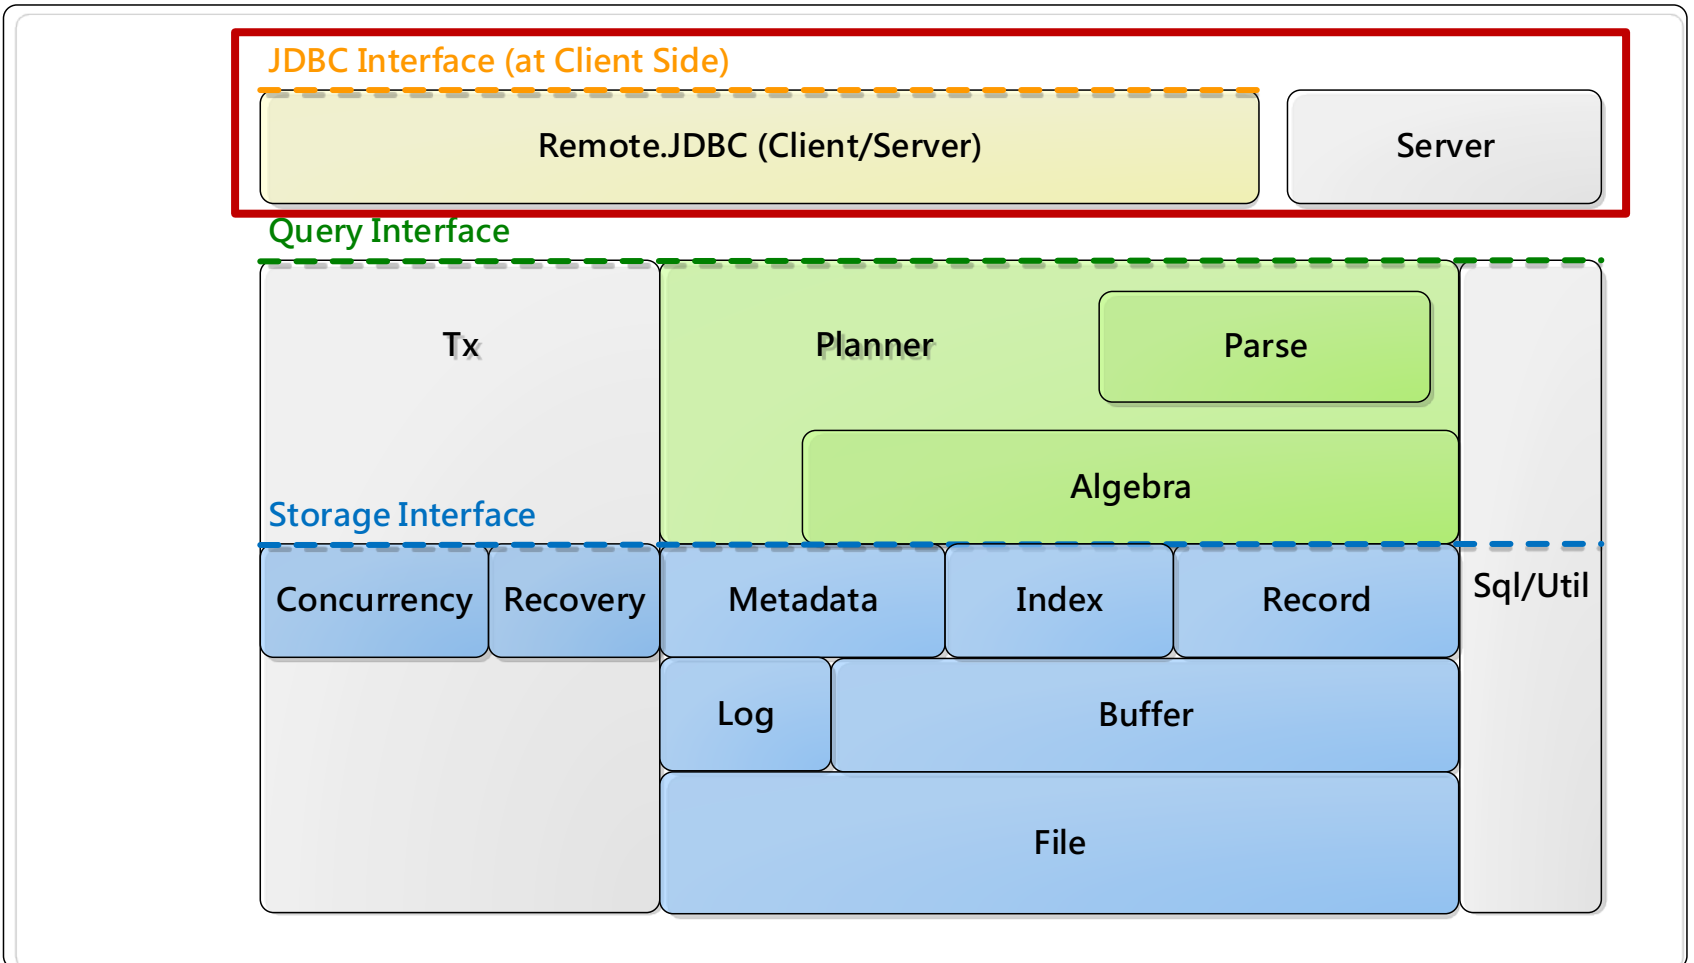 JDBC Interface (at Client Side)
Remote.JDBC (Client/Server)
Server
Query Interface
Tx
Planner
Parse
Algebra
Storage Interface
Concurrency
Recovery
Metadata
Index
Record
Sql/Util
Log
Buffer
File